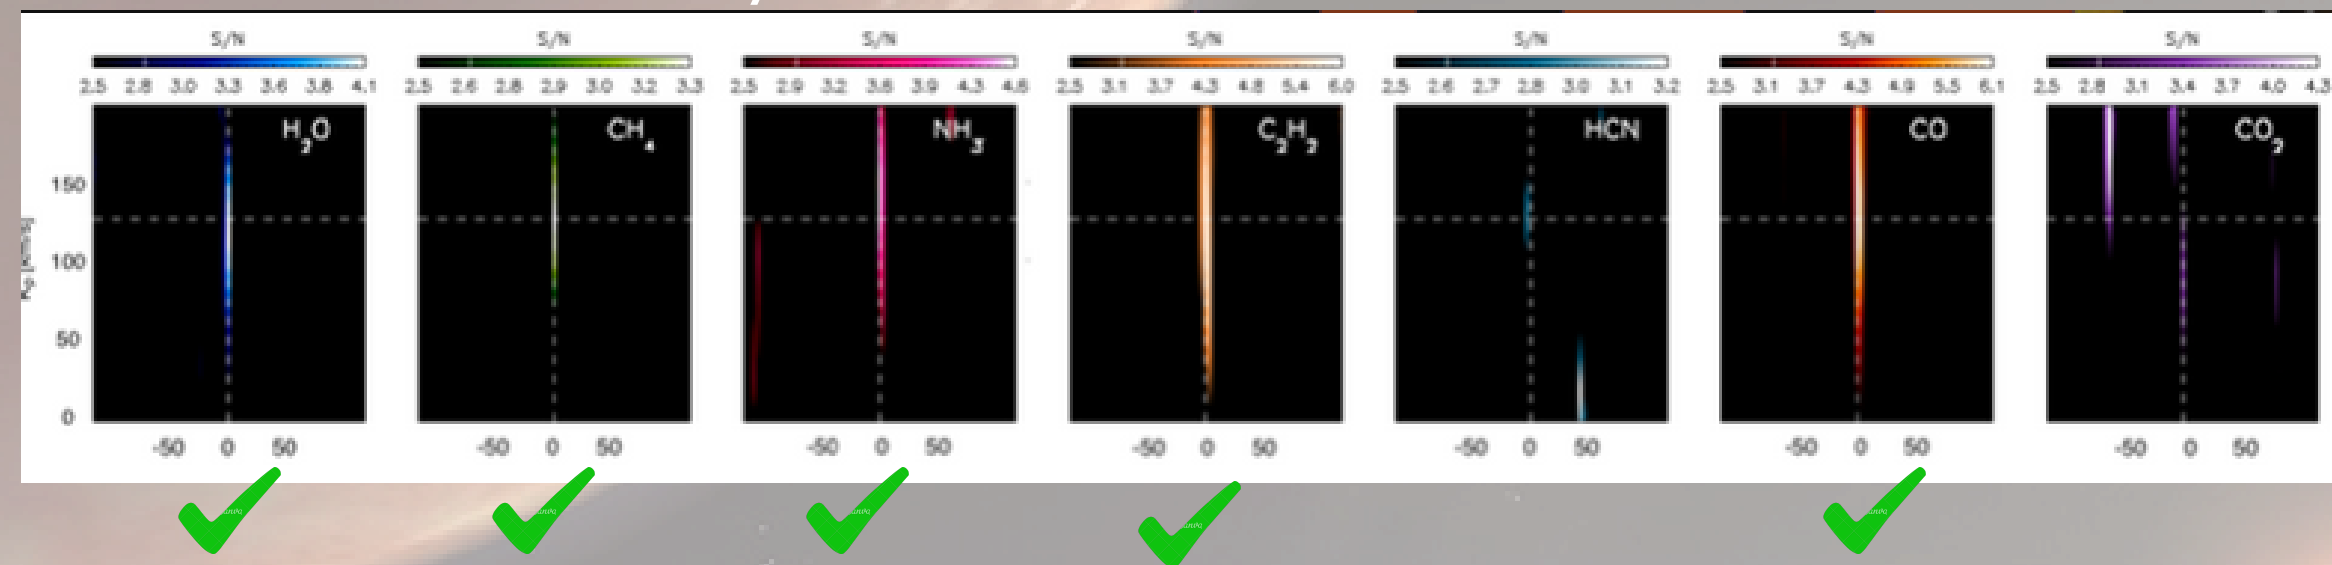 S/N S/N S/N S/N S/N S/N S/N
2.5 2.8 3.0 3.3 3.6 3.8 4.1 2.5 2.6 2.8 2.9 3.0 3.2 3.3 2.5 2.9 3.2 3.6 3.9 4.3 4.6 2.5 3.1 3.7 4.3 4.8 5.4 6.0 2.5 2.6 2.7 2.8 3.0 3.1 3.2 2.5 3.1 3.7 4.3 4.9 5.5 6.1 2.5 2.8 3.1 3.4 3.7 4.0 4.3
H₂O CH₄ NH₃ C₂H₂ HCN CO CO₂
150
100
50
0
-50 0 50 -50 0 50 -50 0 50 -50 0 50 -50 0 50 -50 0 50 -50 0 50